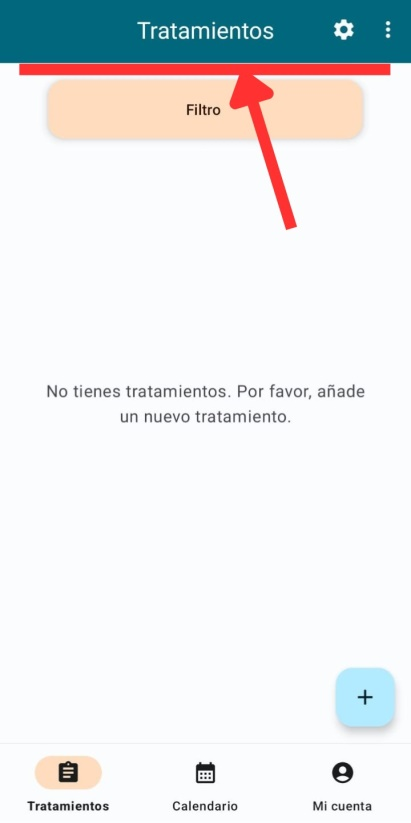 Tratamientos
Filtro
No tienes tratamientos. Por favor, añade
un nuevo tratamiento.
Tratamientos
Calendario
Mi cuenta